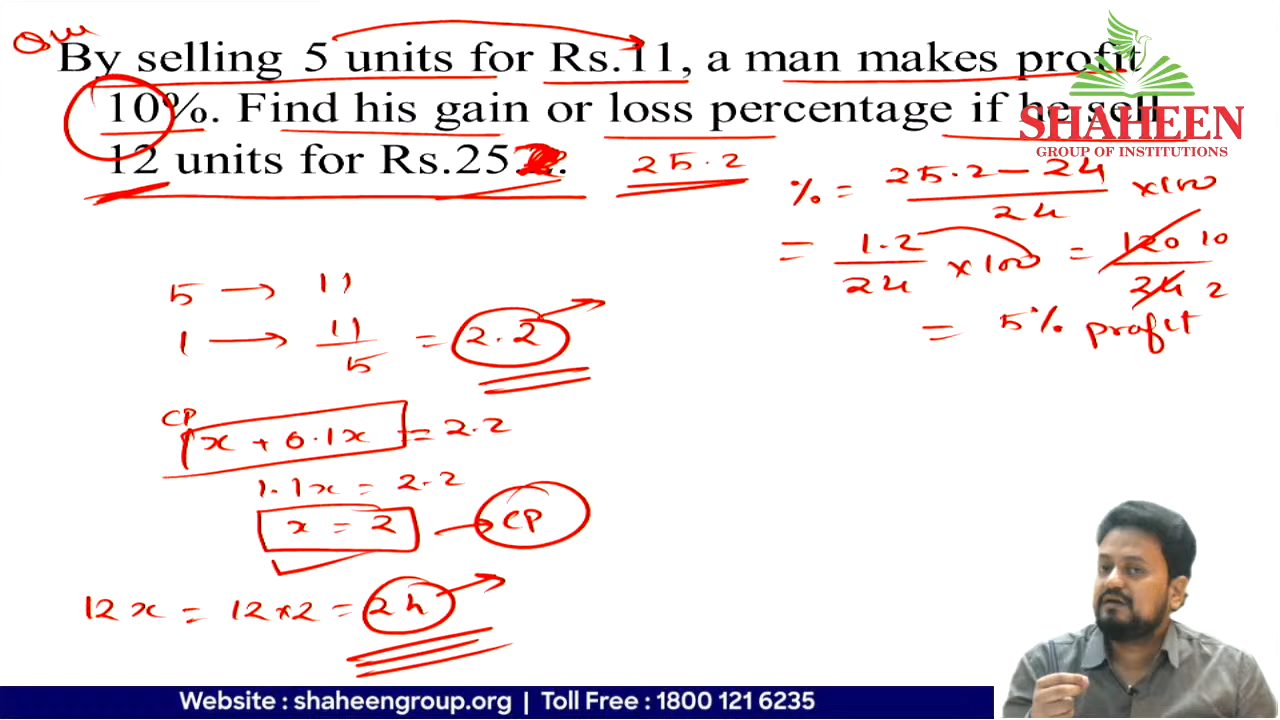 Que
By selling 5 units for Rs.11, a man makes profit
10%. Find his gain or loss percentage if he sell
12 units for Rs.25 .
25.2
SHAHEEN
GROUP OF INSTITUTIONS
% = 25.2 - 24 / 24 × 100
= 1.2 / 24 × 100 = 120 10 / 24 2
= 5% profit
5 → 11
1 → 11 / 5 = 2.2
CP
x + 0.1x = 2.2
1.1x = 2.2
x = 2 → CP
12x = 12×2 = 24
Website : shaheengroup.org | Toll Free : 1800 121 6235